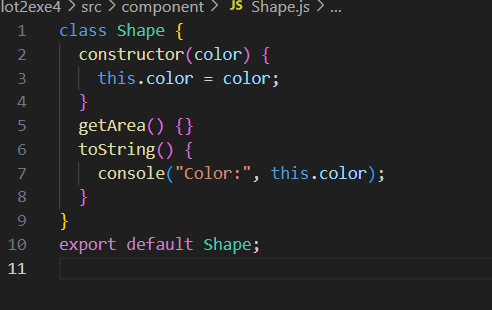 lot2exe4 > src > component > JS Shape.js > ...
1 class Shape {
2 constructor(color) {
3 this.color = color;
4 }
5 getArea() {}
6 toString() {
7 console("Color:", this.color);
8 }
9 }
10 export default Shape;
11